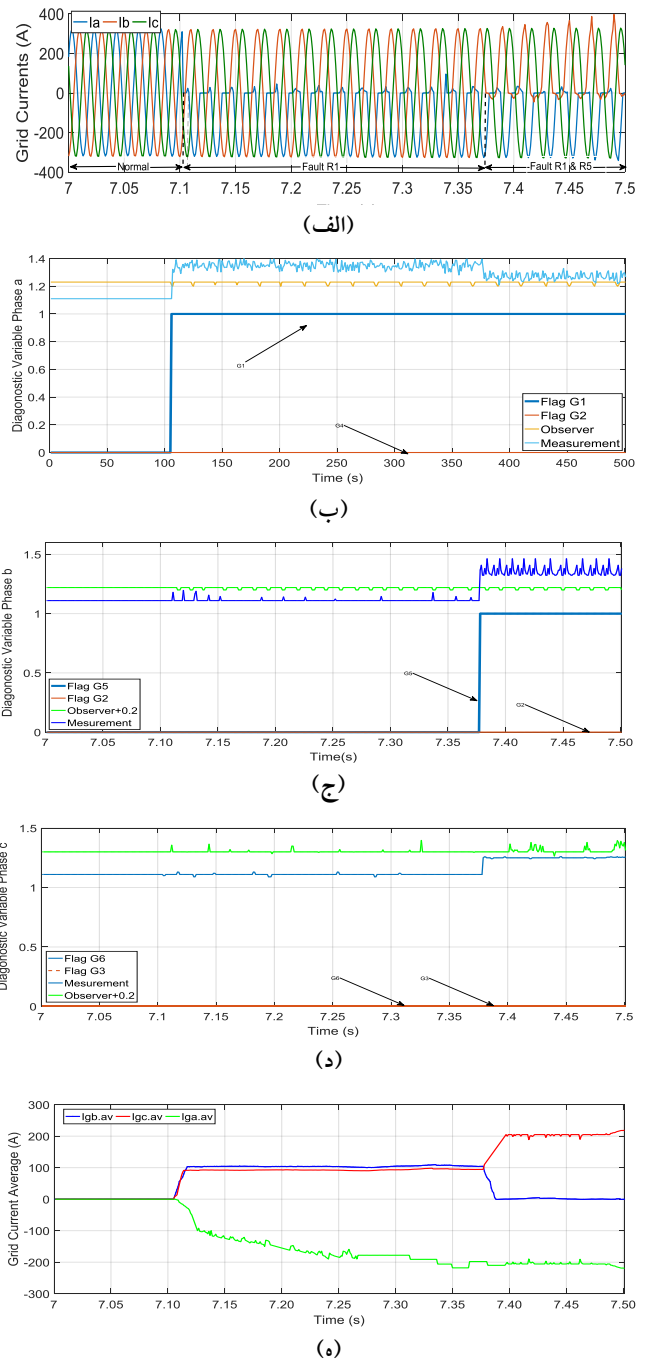 Ia Ib Ic
Grid Currents (A)
400
200
0
-200
-400
Normal
Fault R1
Fault R1 & R5
7 7.05 7.1 7.15 7.2 7.25 7.3 7.35 7.4 7.45 7.5
(الف)
Diagonostic Variable Phase a
1.4
1.2
1
0.8
0.6
0.4
0.2
0
G1
G4
Flag G1
Flag G2
Observer
Measurement
0 50 100 150 200 250 300 350 400 450 500
Time (s)
(ب)
Diagonostic Variable Phase b
1.5
1
0.5
0
G5
G2
Flag G5
Flag G2
Observer+0.2
Mesurement
7 7.05 7.10 7.15 7.20 7.25 7.30 7.35 7.40 7.45 7.50
Time(s)
(ج)
Diagonostic Variable Phase c
1.5
1
0.5
0
G6
G3
Flag G6
Flag G3
Mesurement
Observer+0.2
7 7.05 7.1 7.15 7.2 7.25 7.3 7.35 7.4 7.45 7.5
Time (s)
(د)
Grid Current Average (A)
300
200
100
0
-100
-200
-300
Igb.av Igc.av Iga.av
7 7.05 7.10 7.15 7.20 7.25 7.30 7.35 7.40 7.45 7.50
Time (s)
(ه)